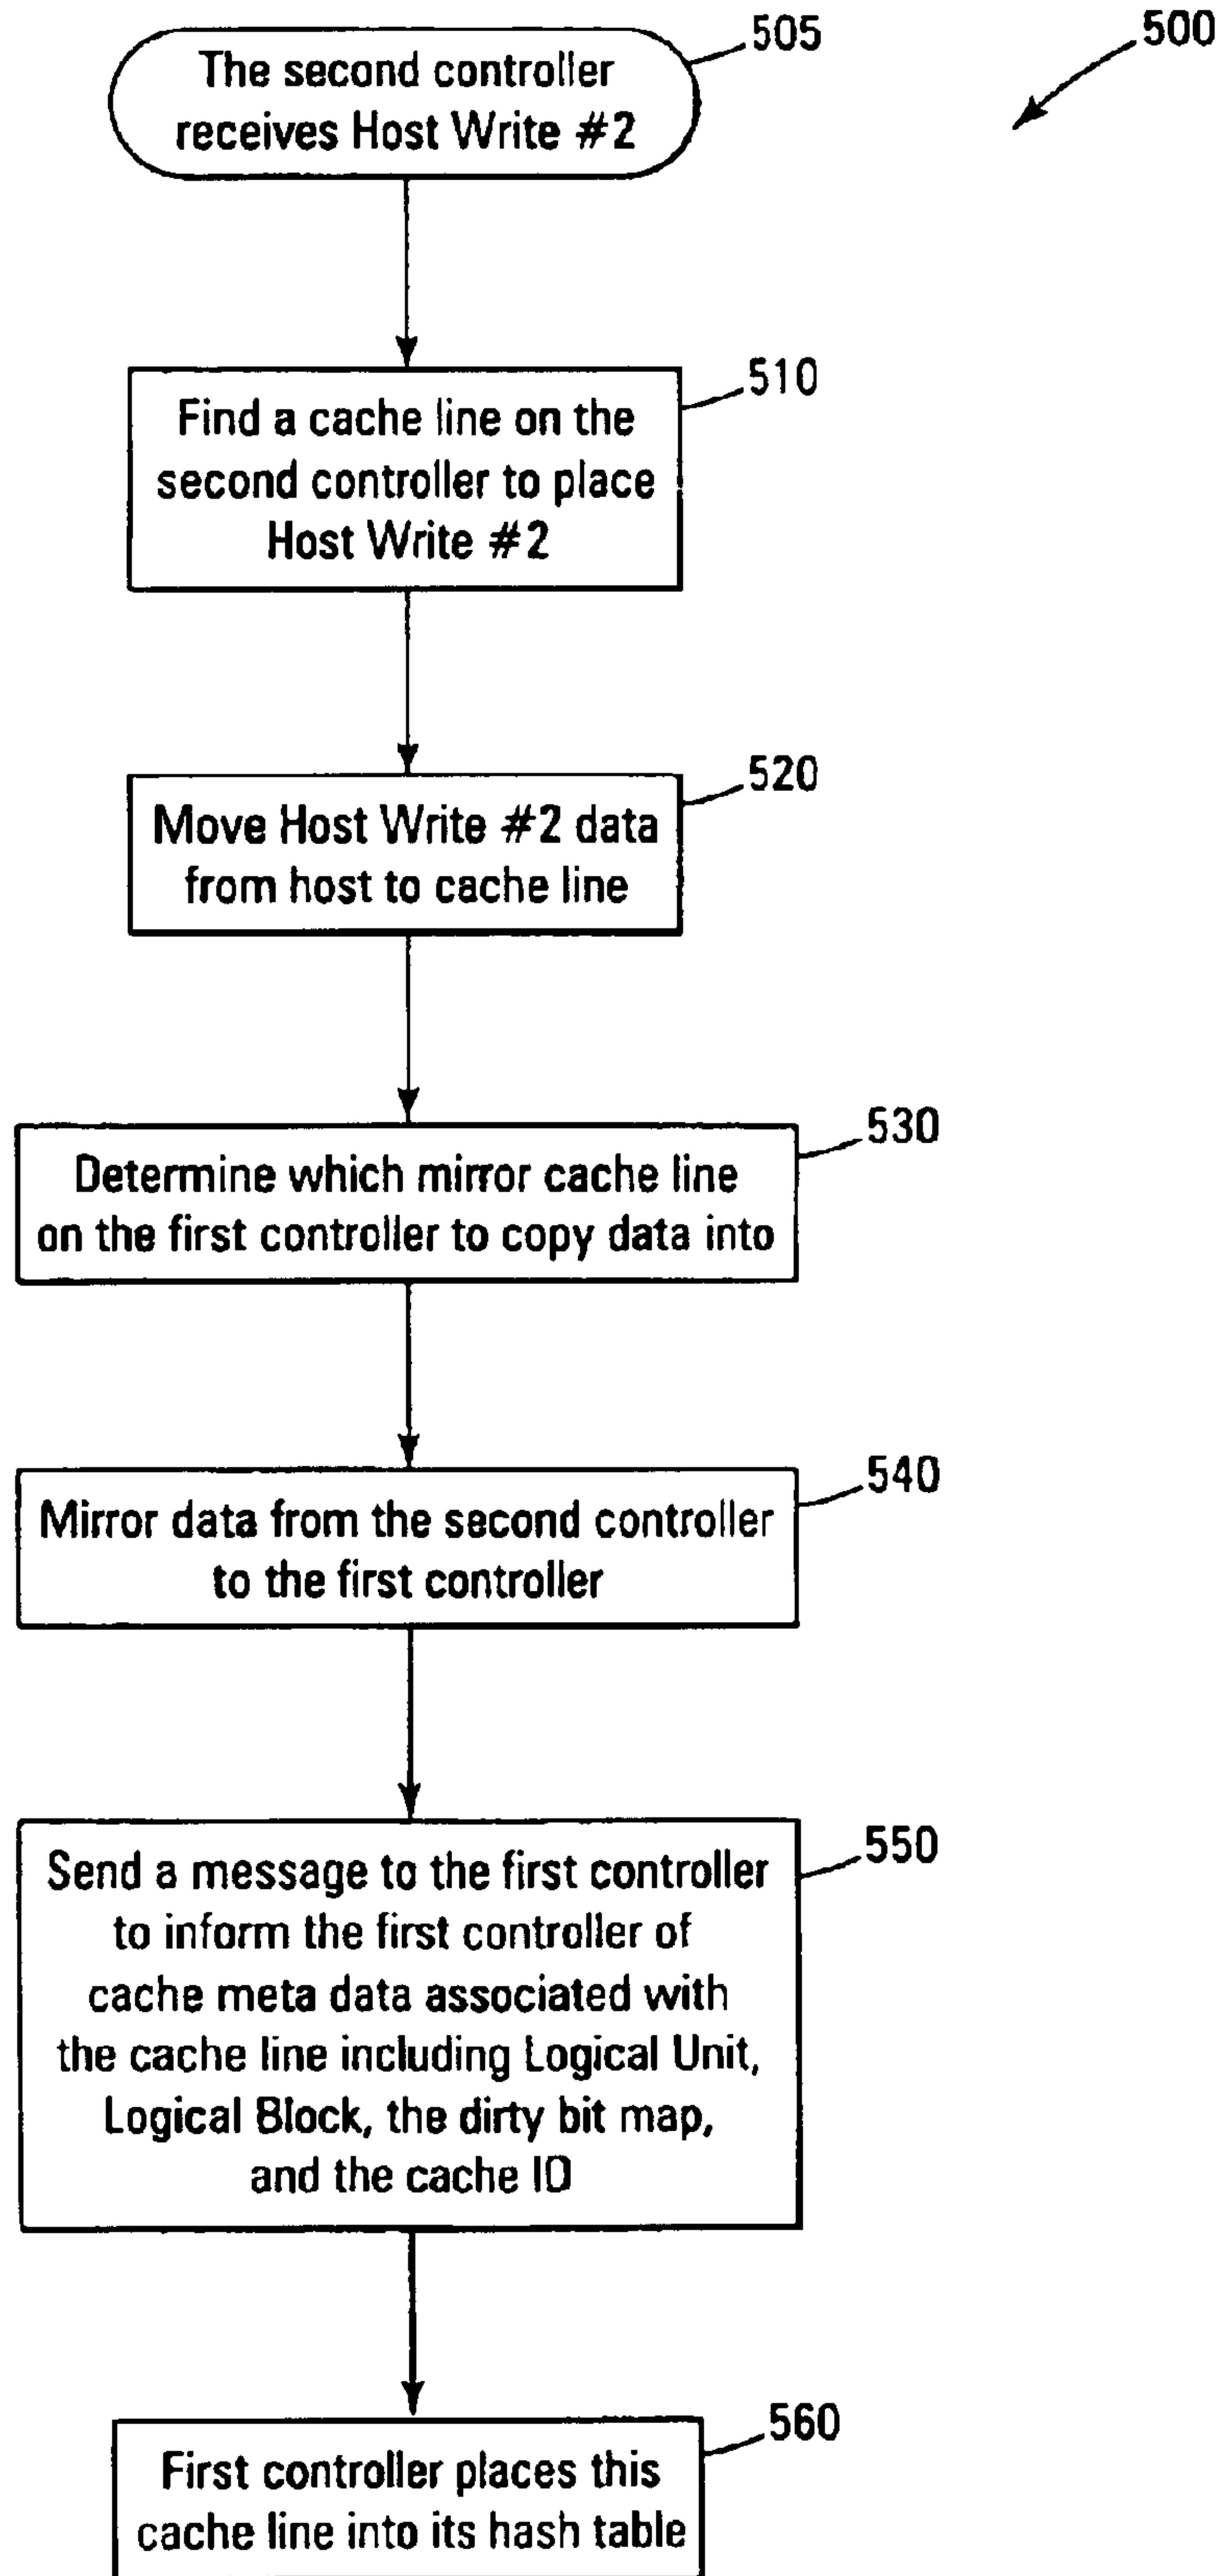 500
505
The second controller
receives Host Write #2
510
Find a cache line on the
second controller to place
Host Write #2
520
Move Host Write #2 data
from host to cache line
530
Determine which mirror cache line
on the first controller to copy data into
540
Mirror data from the second controller
to the first controller
550
Send a message to the first controller
to inform the first controller of
cache meta data associated with
the cache line including Logical Unit,
Logical Block, the dirty bit map,
and the cache ID
560
First controller places this
cache line into its hash table